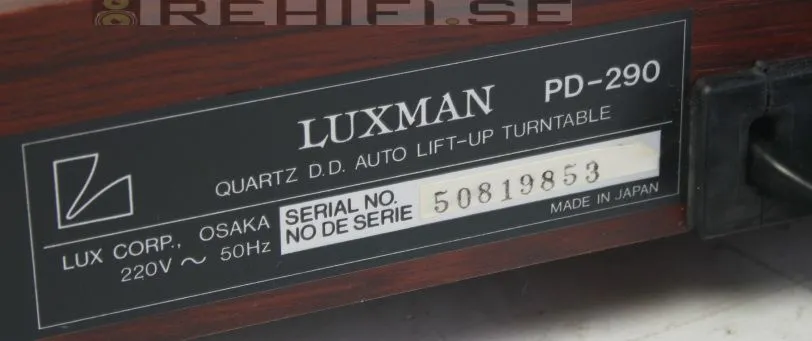 REHIFI.SE
LUXMAN PD-290
QUARTZ D.D. AUTO LIFT-UP TURNTABLE
LUX CORP., OSAKA
220V ~ 50Hz
SERIAL NO.
NO DE SERIE
50819853
MADE IN JAPAN